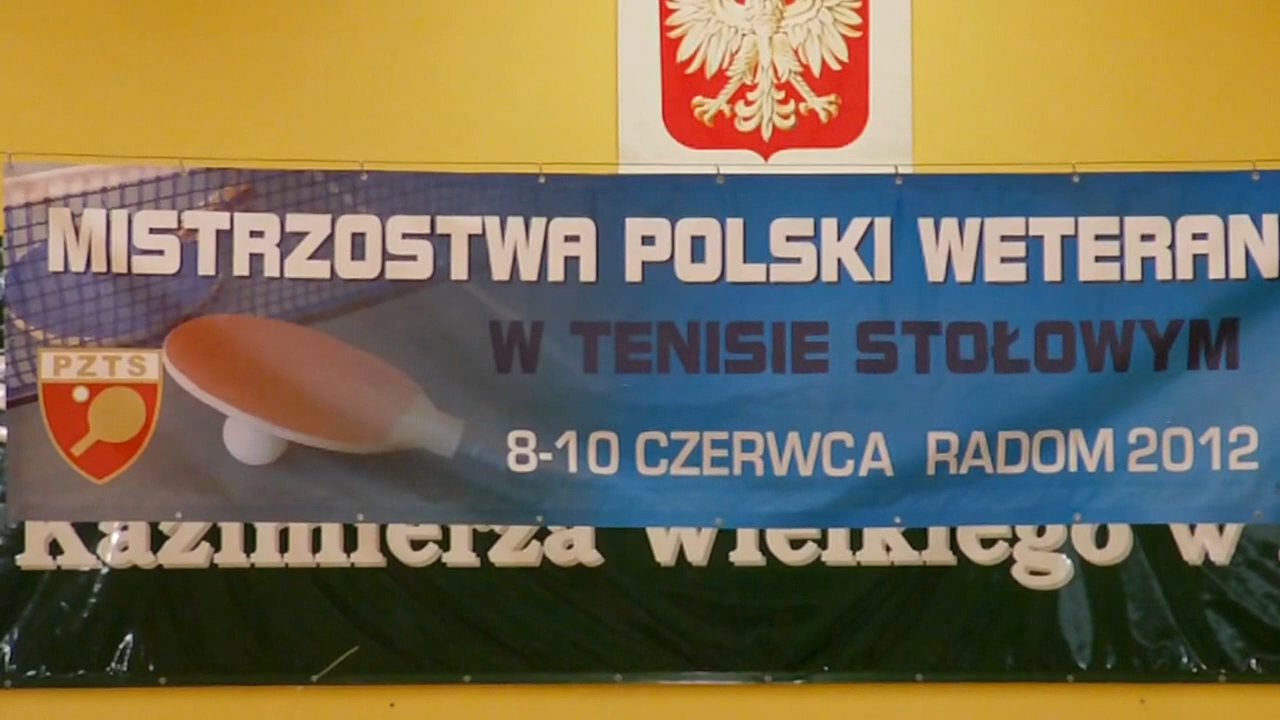 MISTRZOSTWA POLSKI WETERAN
W TENISIE STOŁOWYM
PZTS
8-10 CZERWCA RADOM 2012
Kazimierza Wielkiego w